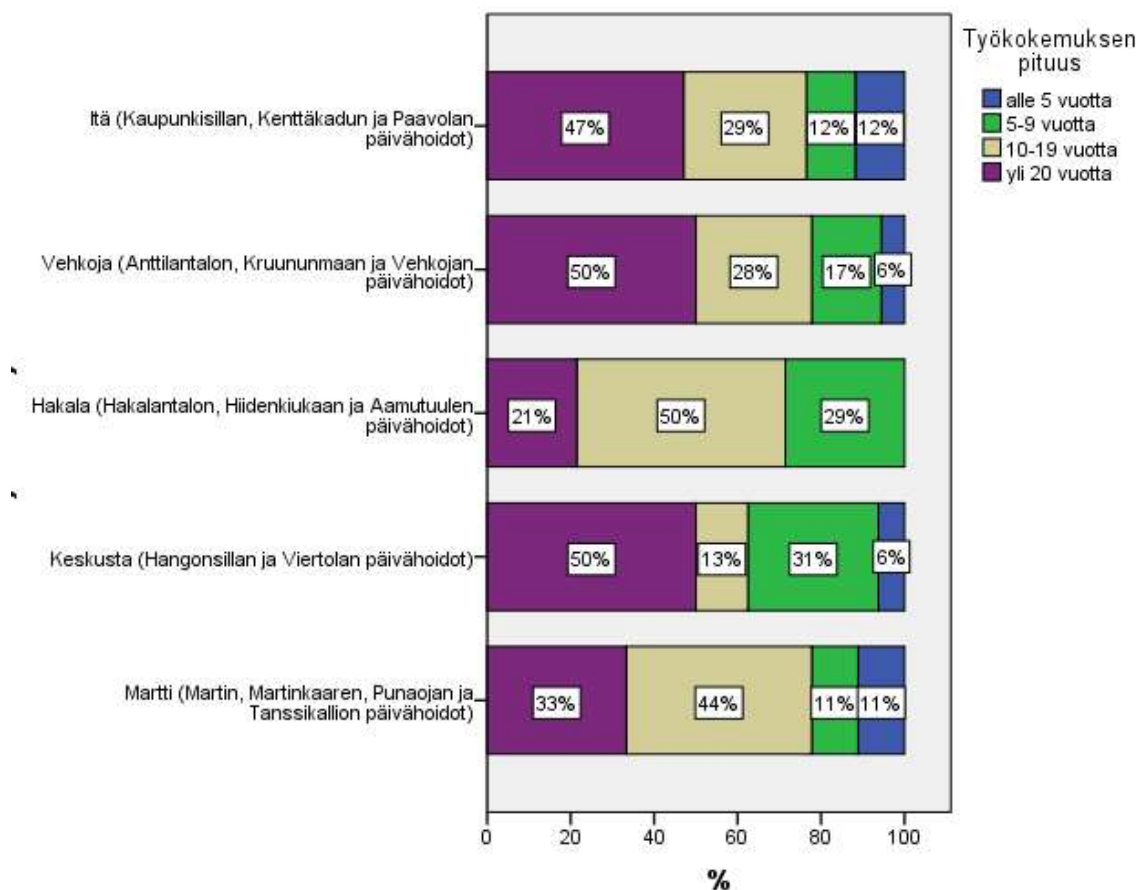 Työkokemuksen
pituus
alle 5 vuotta
5-9 vuotta
10-19 vuotta
yli 20 vuotta
Itä (Kaupunkisillan, Kenttäkadun ja Paavolan
päivähoidot)
47% 29% 12% 12%
Vehkoja (Anttilantalon, Kruununmaan ja Vehkojan
päivähoidot)
50% 28% 17% 6%
Hakala (Hakalantalon, Hiidenkiukaan ja Aamutuulen
päivähoidot)
21% 50% 29%
Keskusta (Hangonsillan ja Viertolan päivähoidot)
50% 13% 31% 6%
Martti (Martin, Martinkaaren, Punaojan ja
Tanssikallion päivähoidot)
33% 44% 11% 11%
0 20 40 60 80 100
%